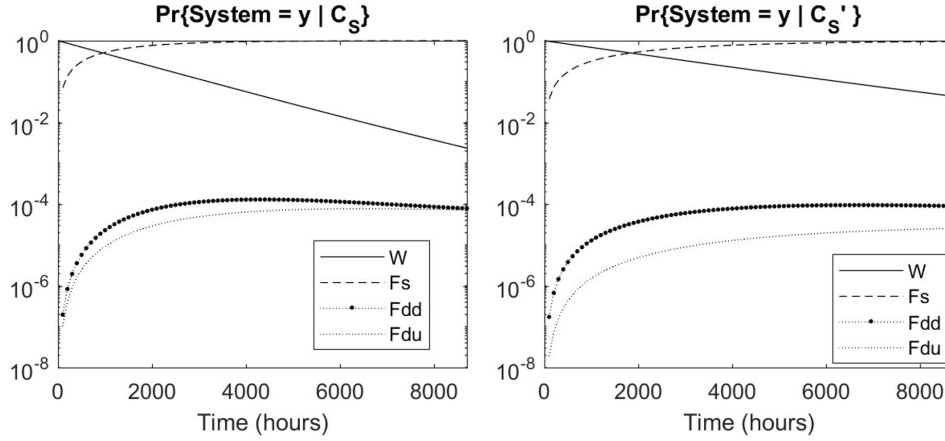 Pr{System = y | C_S}
10^0
10^-2
10^-4
10^-6
10^-8
0 2000 4000 6000 8000
Time (hours)
W
Fs
Fdd
Fdu
Pr{System = y | C_S' }
10^0
10^-2
10^-4
10^-6
10^-8
0 2000 4000 6000 8000
Time (hours)
W
Fs
Fdd
Fdu